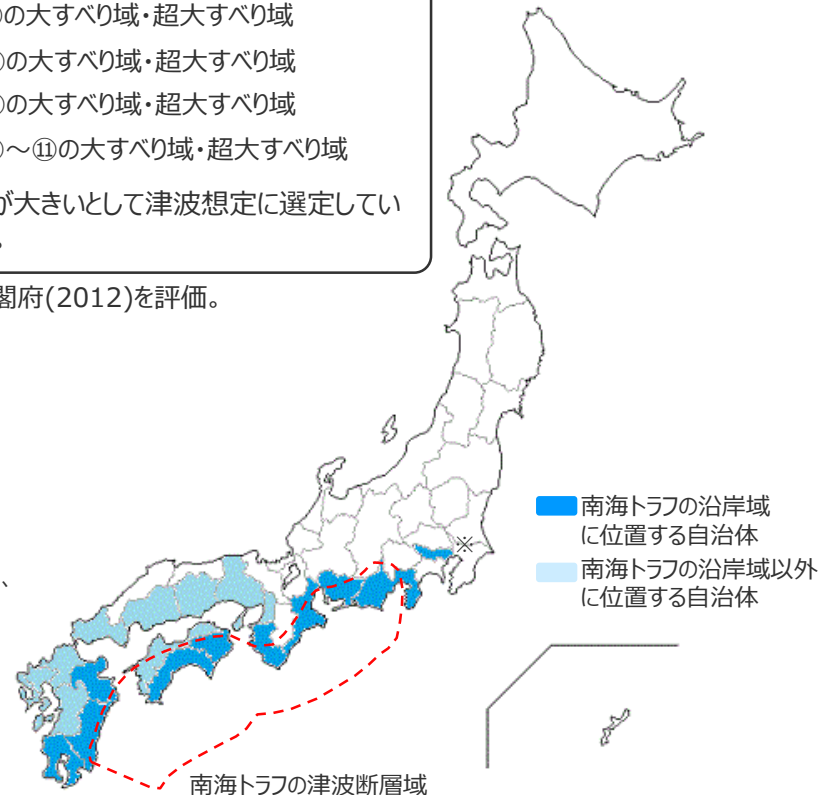 の大すべり域・超大すべり域
の大すべり域・超大すべり域
の大すべり域・超大すべり域
～⑪の大すべり域・超大すべり域
が大きいとして津波想定に選定してい
。
閣府(2012)を評価。
、
※
南海トラフの沿岸域
に位置する自治体
南海トラフの沿岸域以外
に位置する自治体
南海トラフの津波断層域